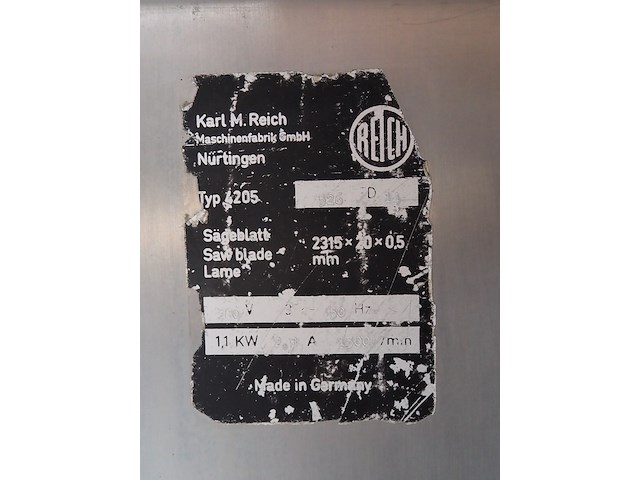 Karl M. Reich
REICH
Maschinenfabrik GmbH
Nürtingen
Typ 4205 D
Sägeblatt
Saw blade 2315×20×0,5
Lame mm
V Hz
1,1 KW A /min
Made in Germany